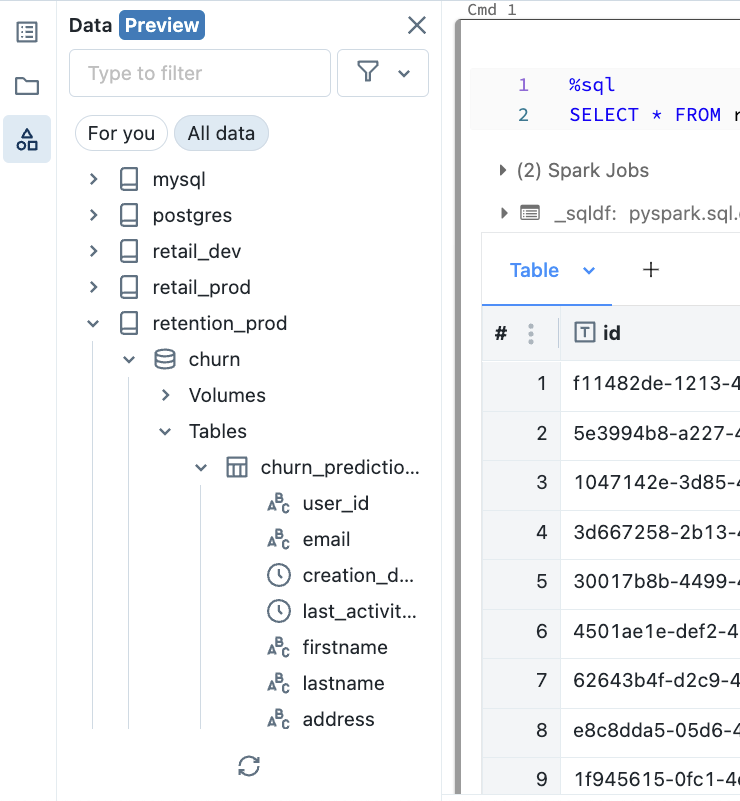 Data Preview
Type to filter
For you
All data
mysql
postgres
retail_dev
retail_prod
retention_prod
churn
Volumes
Tables
churn_predictio...
user_id
email
creation_d...
last_activit...
firstname
lastname
address
Cmd 1
1 %sql
2 SELECT * FROM
(2) Spark Jobs
_sqldf: pyspark.sql.
Table
+
# id
1 f11482de-1213-4
2 5e3994b8-a227-4
3 1047142e-3d85-4
4 3d667258-2b13-4
5 30017b8b-4499-4
6 4501ae1e-def2-4
7 62643b4f-d2c9-4
8 e8c8dda5-05d6-4
9 1f945615-0fc1-4